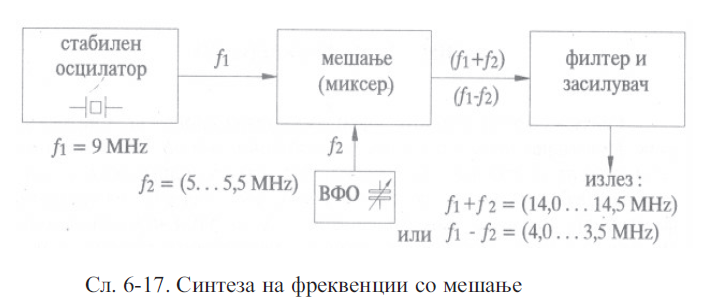 стабилен
осцилатор
f1
мешање
(миксер)
(f1+f2)
(f1-f2)
филтер и
засилувач
f1 = 9 MHz
f2
f2 = (5...5,5 MHz)
ВФО
излез :
f1+f2 = (14,0...14,5 MHz)
или f1 - f2 = (4,0...3,5 MHz)
Сл. 6-17. Синтеза на фреквенции со мешање